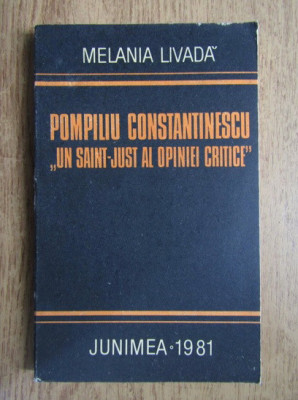 MELANIA LIVADĂ
POMPILIU CONSTANTINESCU
„UN SAINT-JUST AL OPINIEI CRITICE"
JUNIMEA • 1981